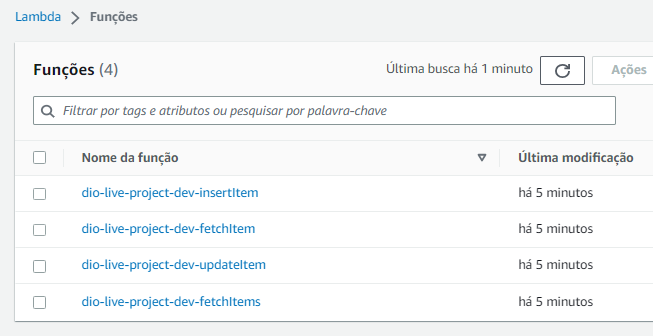 Lambda > Funções
Funções (4)
Última busca há 1 minuto
Ações
Filtrar por tags e atributos ou pesquisar por palavra-chave
Nome da função Última modificação
dio-live-project-dev-insertItem há 5 minutos
dio-live-project-dev-fetchItem há 5 minutos
dio-live-project-dev-updateItem há 5 minutos
dio-live-project-dev-fetchItems há 5 minutos